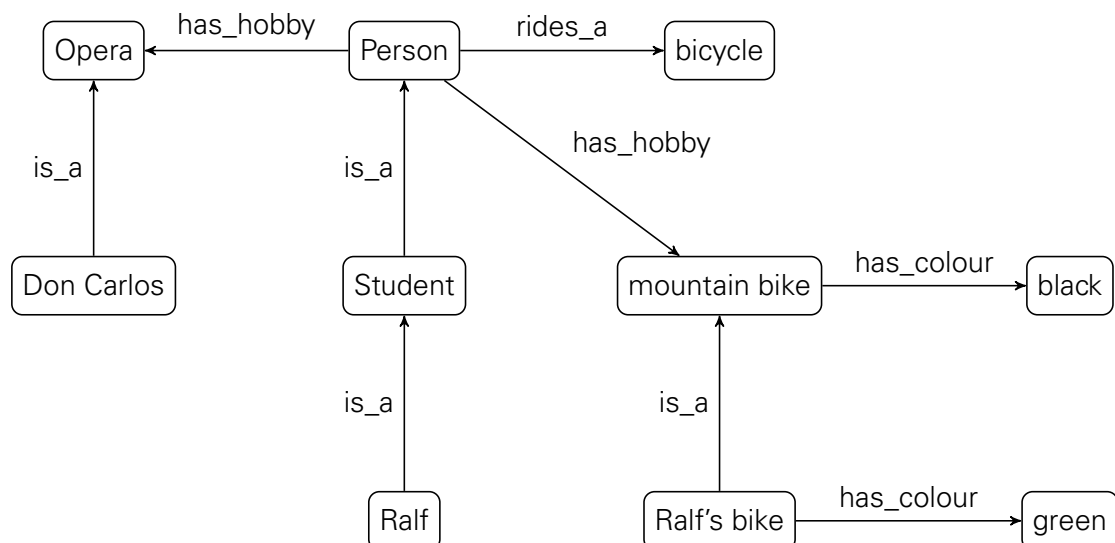 has_hobby
rides_a
Opera
Person
bicycle
has_hobby
is_a
is_a
Don Carlos
Student
mountain bike
has_colour
black
is_a
is_a
Ralf
Ralf's bike
has_colour
green